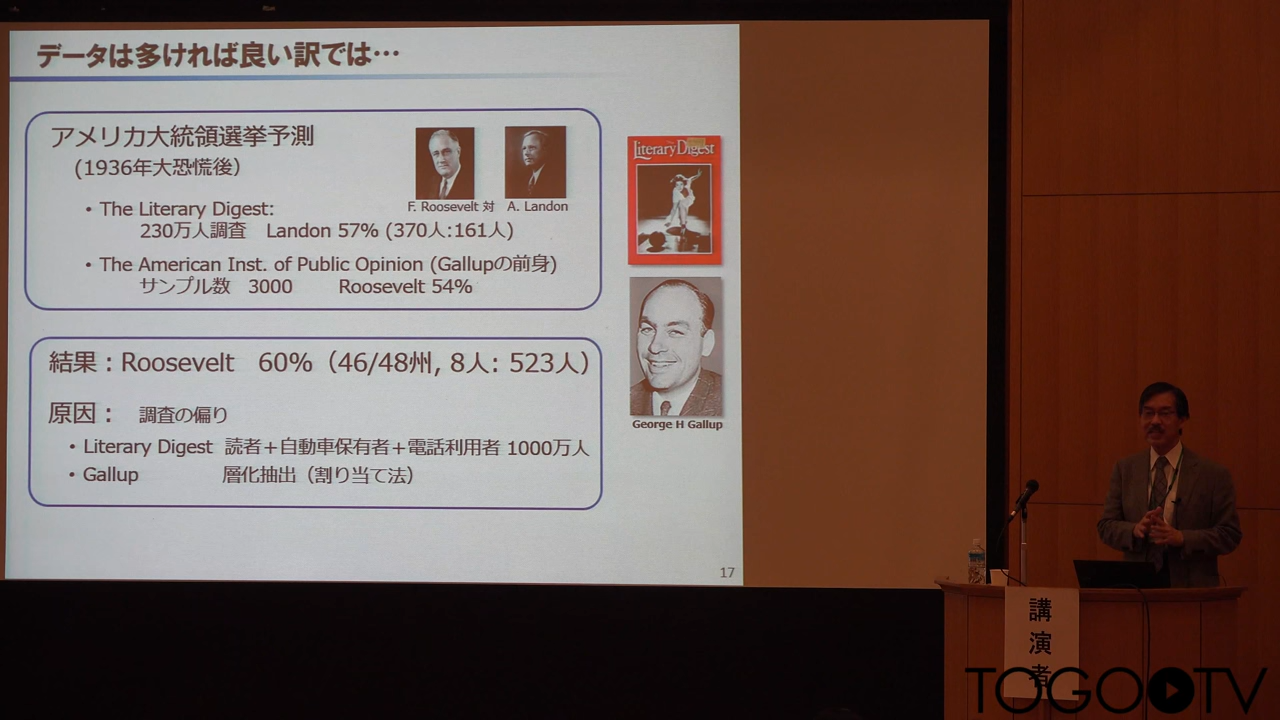 データは多ければ良い訳では…
アメリカ大統領選挙予測
(1936年大恐慌後)
F. Roosevelt 対 A. Landon
• The Literary Digest:
230万人調査 Landon 57% (370人:161人)
• The American Inst. of Public Opinion (Gallupの前身)
サンプル数 3000 Roosevelt 54%
Literary Digest
George H Gallup
結果：Roosevelt 60%（46/48州, 8人: 523人）
原因： 調査の偏り
• Literary Digest 読者＋自動車保有者＋電話利用者 1000万人
• Gallup 層化抽出（割り当て法）
17
講演者
TOGOTV